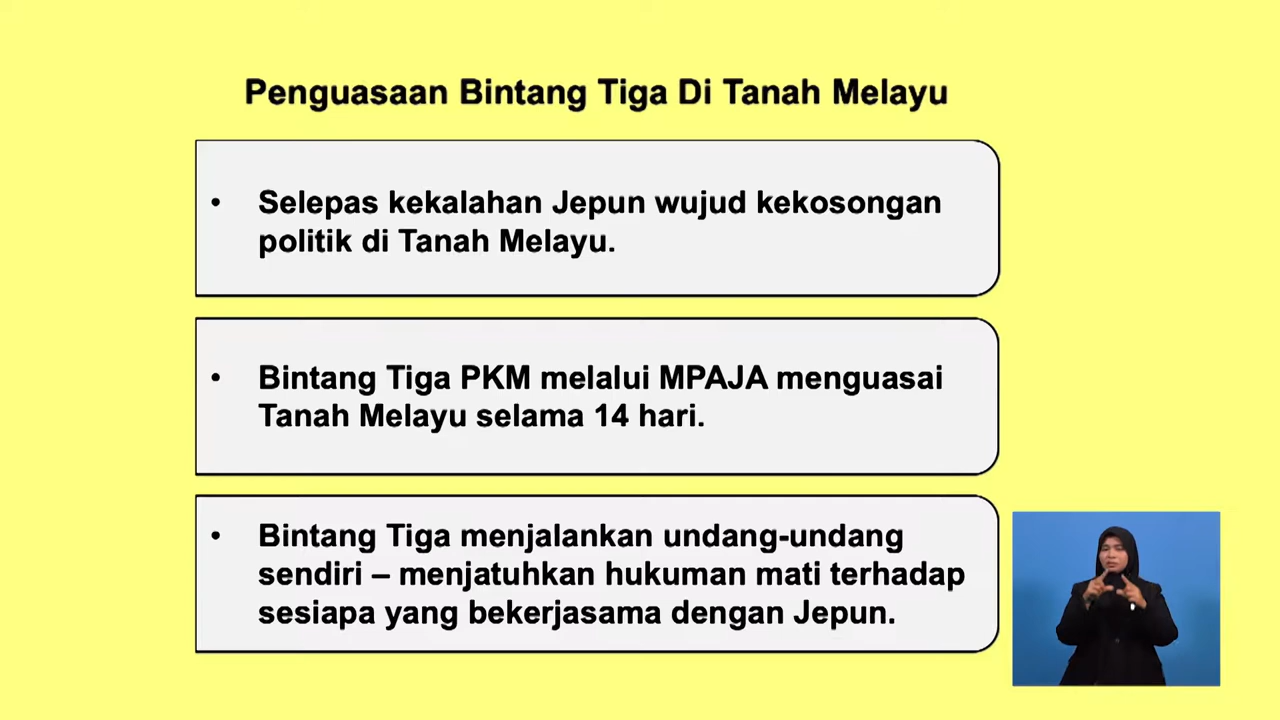 Penguasaan Bintang Tiga Di Tanah Melayu
• Selepas kekalahan Jepun wujud kekosongan
politik di Tanah Melayu.
• Bintang Tiga PKM melalui MPAJA menguasai
Tanah Melayu selama 14 hari.
• Bintang Tiga menjalankan undang-undang
sendiri – menjatuhkan hukuman mati terhadap
sesiapa yang bekerjasama dengan Jepun.